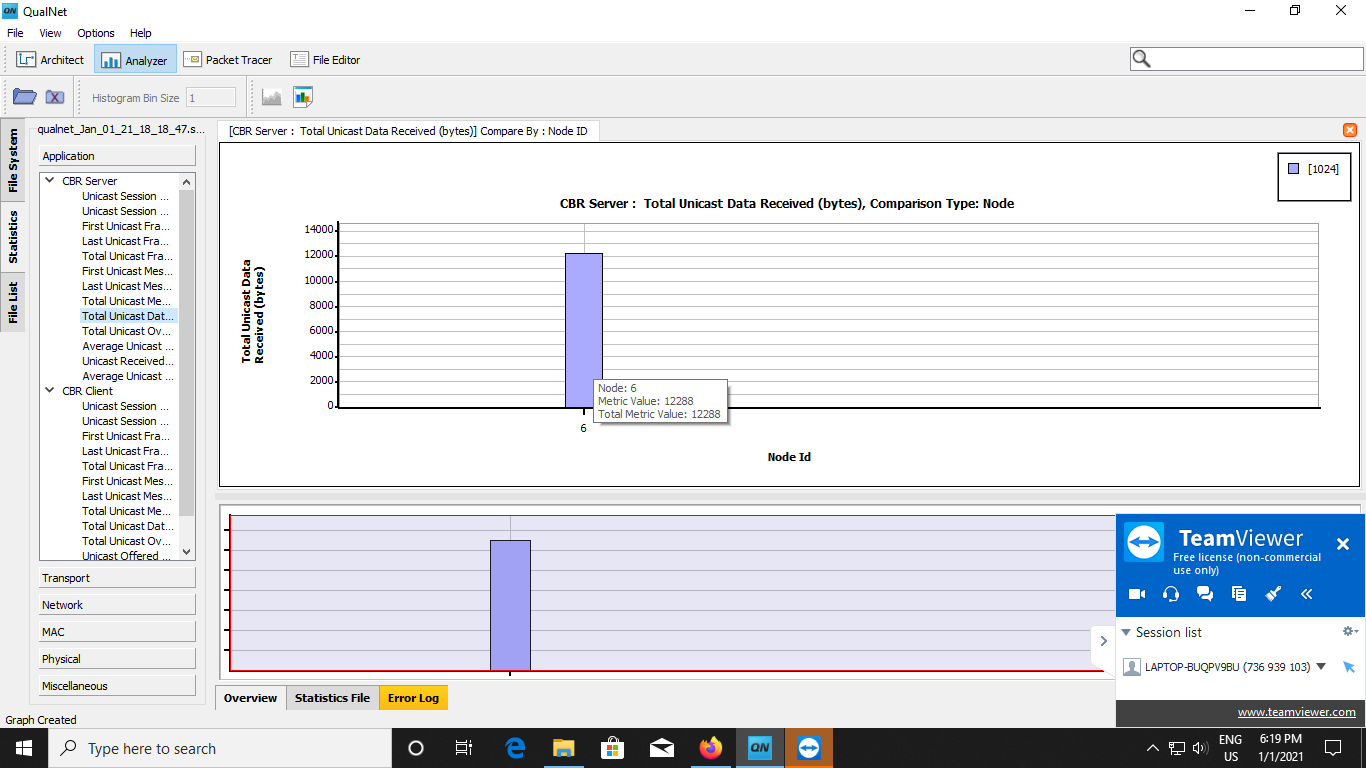 QN QualNet
File View Options Help
Architect Analyzer Packet Tracer File Editor
Histogram Bin Size 1
File System
Statistics
File List
qualnet_Jan_01_21_18_18_47.s...
Application
CBR Server
Unicast Session ...
Unicast Session ...
First Unicast Fra...
Last Unicast Fra...
Total Unicast Fra...
First Unicast Mes...
Last Unicast Mes...
Total Unicast Me...
Total Unicast Dat...
Total Unicast Ov...
Average Unicast ...
Unicast Received...
Average Unicast ...
CBR Client
Unicast Session ...
Unicast Session ...
First Unicast Fra...
Last Unicast Fra...
Total Unicast Fra...
First Unicast Mes...
Last Unicast Mes...
Total Unicast Me...
Total Unicast Dat...
Total Unicast Ov...
Unicast Offered ...
Transport
Network
MAC
Physical
Miscellaneous
Graph Created
[CBR Server : Total Unicast Data Received (bytes)] Compare By : Node ID
[1024]
CBR Server : Total Unicast Data Received (bytes), Comparison Type: Node
Total Unicast Data
Received (bytes)
14000
12000
10000
8000
6000
4000
2000
0
Node: 6
Metric Value: 12288
Total Metric Value: 12288
6
Node Id
Overview Statistics File Error Log
TeamViewer
Free license (non-commercial
use only)
Session list
LAPTOP-BUQPV9BU (736 939 103)
www.teamviewer.com
Type here to search
QN
ENG
US
6:19 PM
1/1/2021